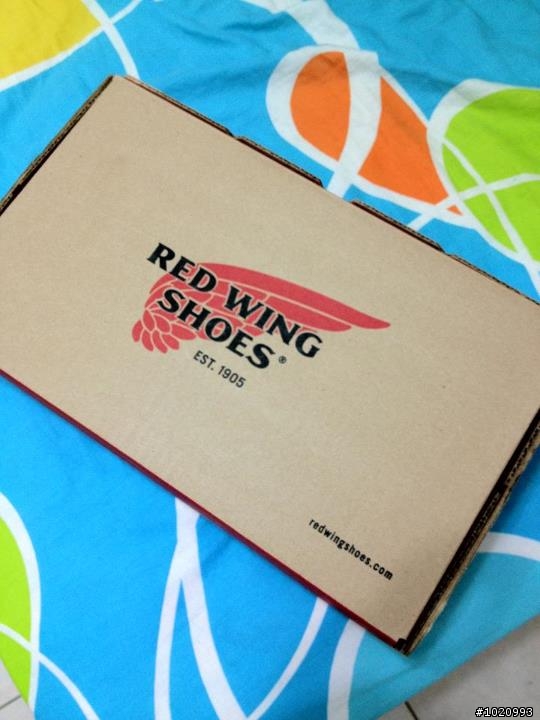 RED WING
SHOES®
EST. 1905
redwingshoes.com
#1020993